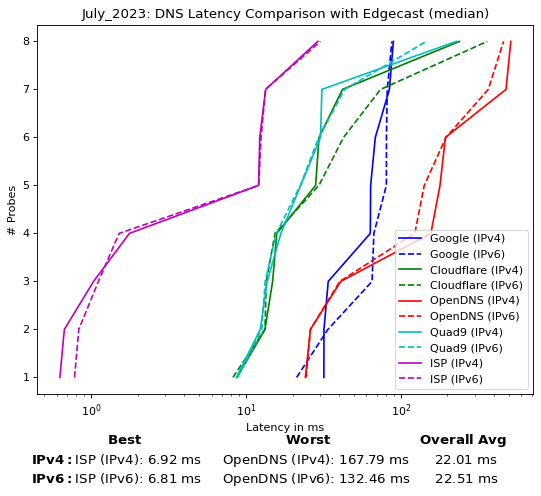 July_2023: DNS Latency Comparison with Edgecast (median)
# Probes
8
7
6
5
4
3
2
1
10⁰
10¹
10²
Latency in ms
Google (IPv4)
Google (IPv6)
Cloudflare (IPv4)
Cloudflare (IPv6)
OpenDNS (IPv4)
OpenDNS (IPv6)
Quad9 (IPv4)
Quad9 (IPv6)
ISP (IPv4)
ISP (IPv6)
Best Worst Overall Avg
IPv4: ISP (IPv4): 6.92 ms OpenDNS (IPv4): 167.79 ms 22.01 ms
IPv6: ISP (IPv6): 6.81 ms OpenDNS (IPv6): 132.46 ms 22.51 ms